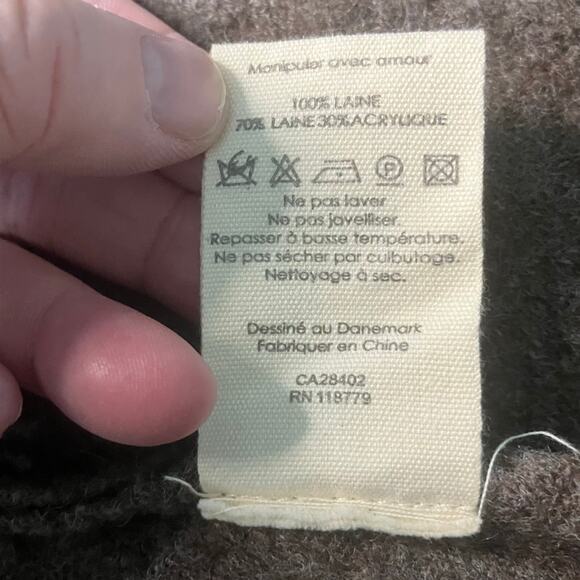 Manipuler avec amour
100% LAINE
70% LAINE 30%ACRYLIQUE
Ne pas laver
Ne pas javelliser.
Repasser à basse température.
Ne pas sécher par culbutage.
Nettoyage à sec.
Dessiné au Danemark
Fabriquer en Chine
CA28402
RN 118779